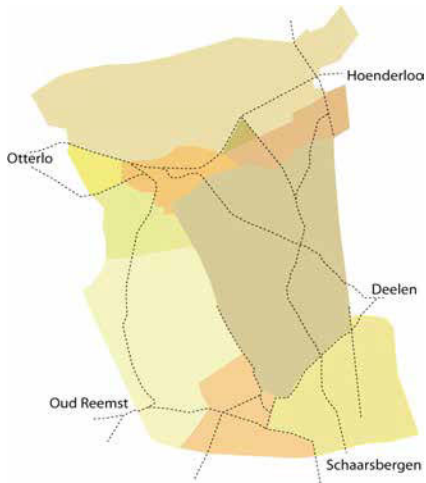 Hoenderloo
Otterlo
Deelen
Oud Reemst
Schaarsbergen